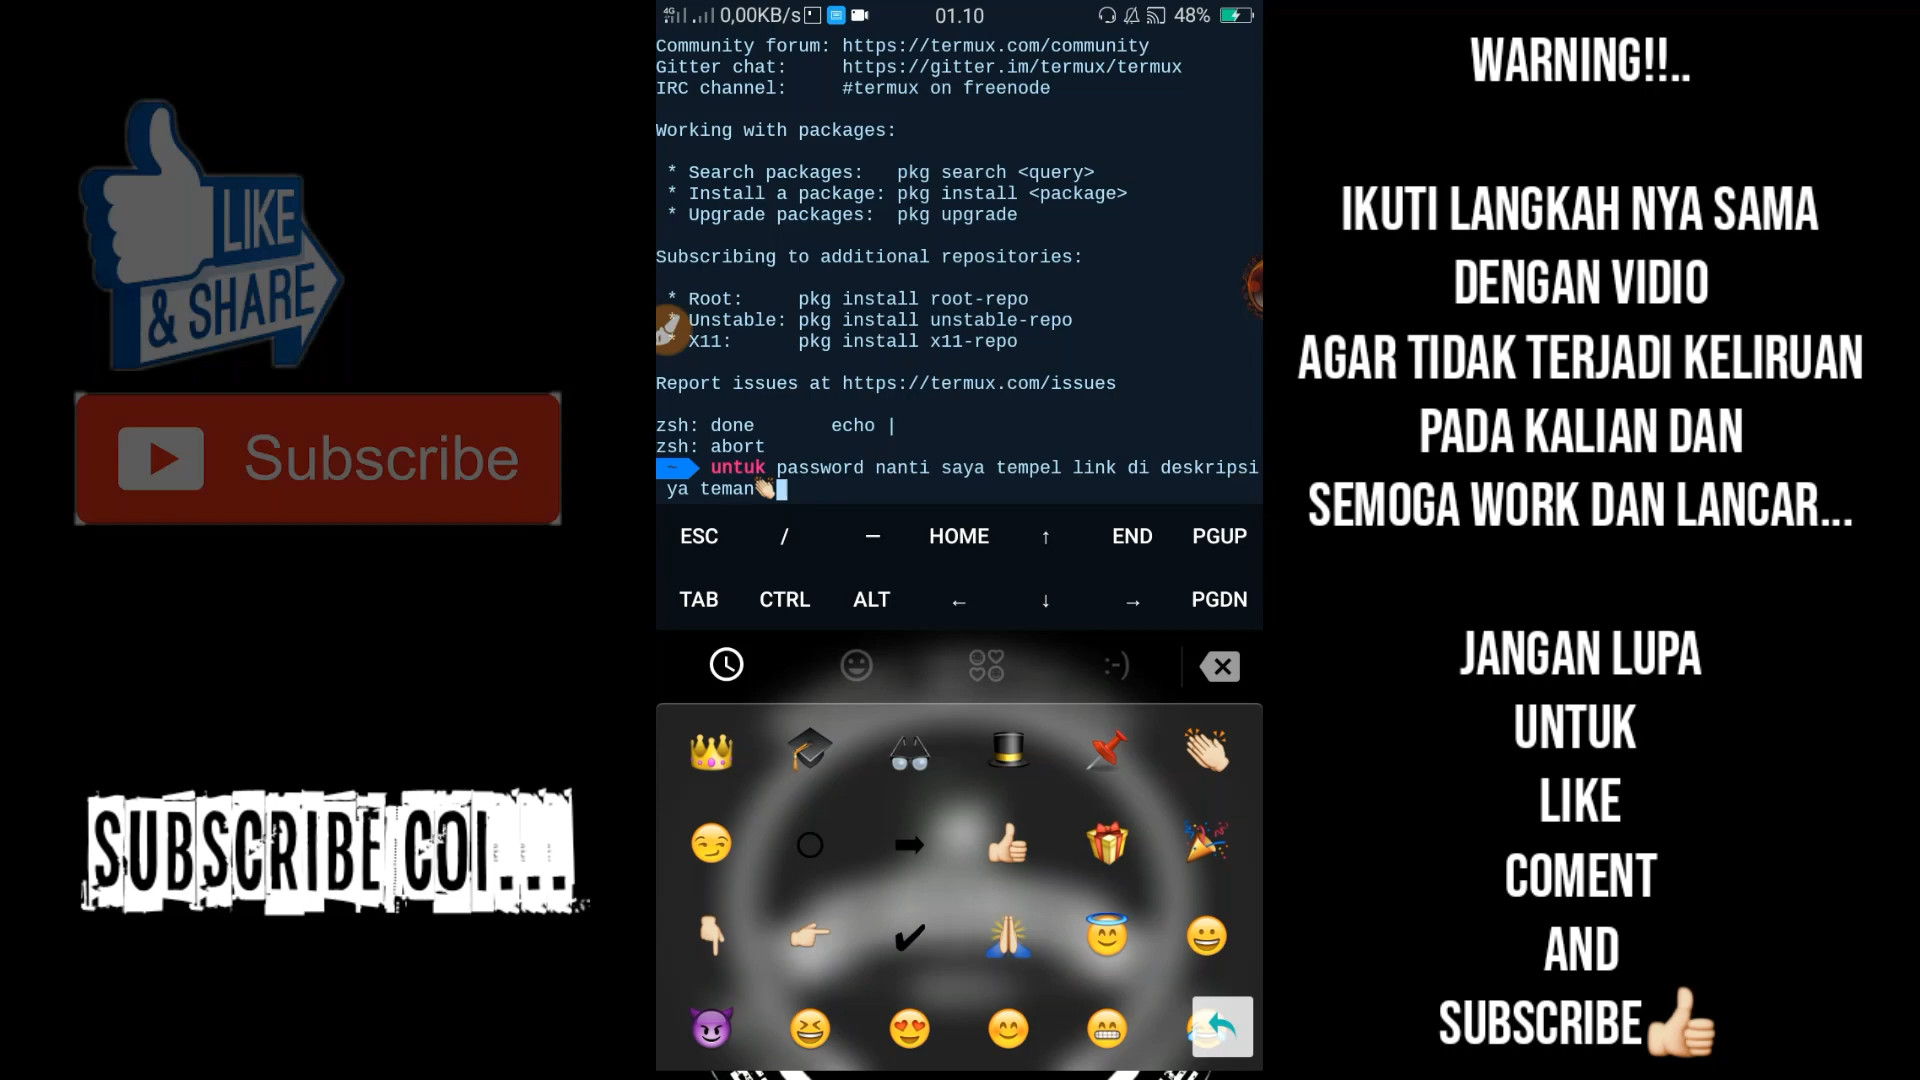 LIKE
& SHARE
Subscribe
SUBSCRIBE COI...
4G 0,00KB/s 01.10 48%
Community forum: https://termux.com/community
Gitter chat: https://gitter.im/termux/termux
IRC channel: #termux on freenode
Working with packages:
* Search packages: pkg search <query>
* Install a package: pkg install <package>
* Upgrade packages: pkg upgrade
Subscribing to additional repositories:
* Root: pkg install root-repo
* Unstable: pkg install unstable-repo
* X11: pkg install x11-repo
Report issues at https://termux.com/issues
zsh: done echo |
zsh: abort
~ untuk password nanti saya tempel link di deskripsi
ya teman👏🏻
ESC / — HOME ↑ END PGUP
TAB CTRL ALT ← ↓ → PGDN
:-)
WARNING!!..
IKUTI LANGKAH NYA SAMA
DENGAN VIDIO
AGAR TIDAK TERJADI KELIRUAN
PADA KALIAN DAN
SEMOGA WORK DAN LANCAR...
JANGAN LUPA
UNTUK
LIKE
COMENT
AND
SUBSCRIBE👍🏻